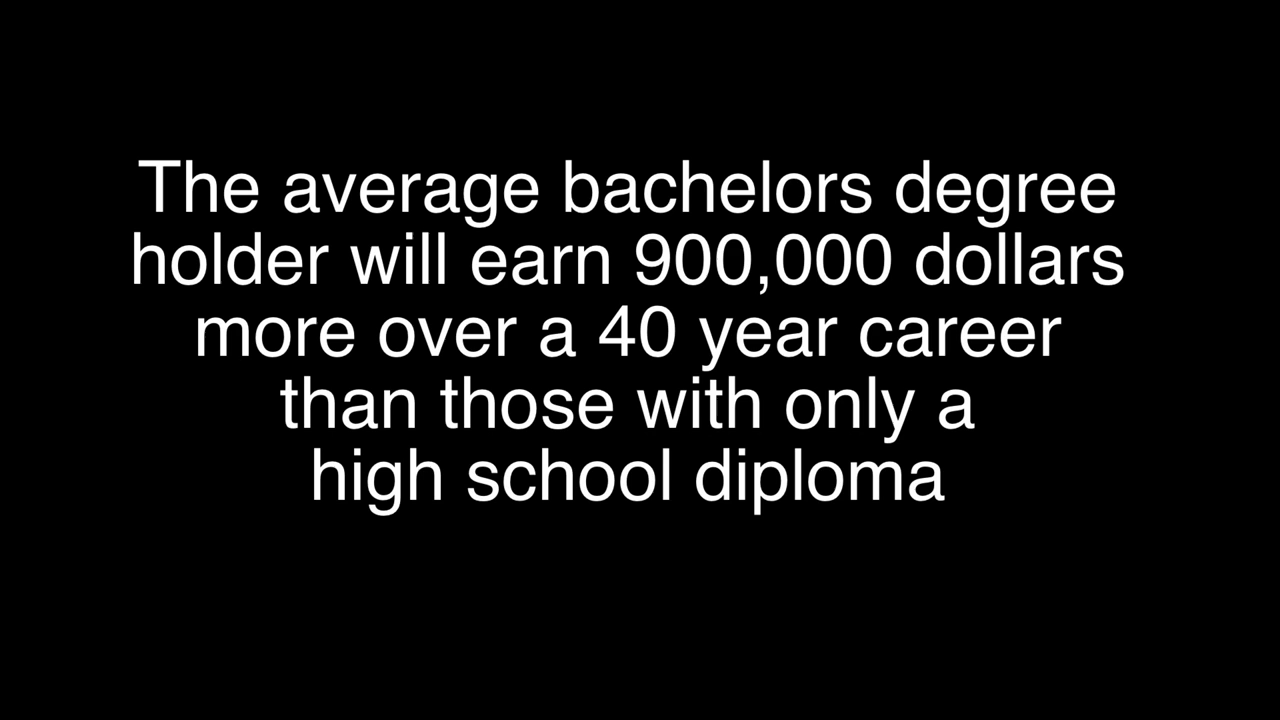 The average bachelors degree
holder will earn 900,000 dollars
more over a 40 year career
than those with only a
high school diploma